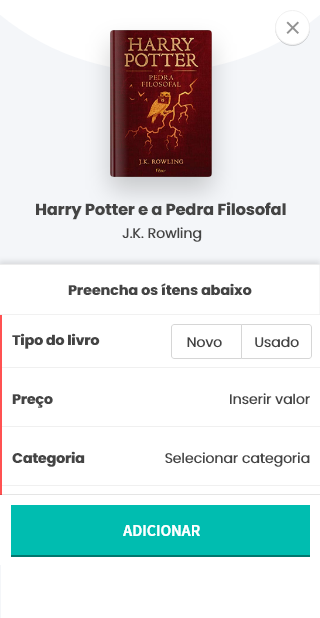 HARRY
POTTER
E A
PEDRA
FILOSOFAL
J.K. ROWLING
Harry Potter e a Pedra Filosofal
J.K. Rowling
Preencha os ítens abaixo
Tipo do livro
Novo
Usado
Preço
Inserir valor
Categoria
Selecionar categoria
ADICIONAR